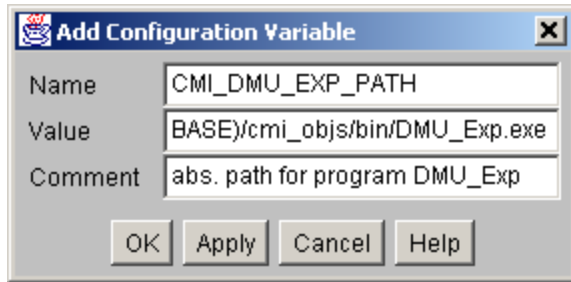 Add Configuration Variable
Name CMI_DMU_EXP_PATH
Value BASE)/cmi_objs/bin/DMU_Exp.exe
Comment abs. path for program DMU_Exp
OK Apply Cancel Help